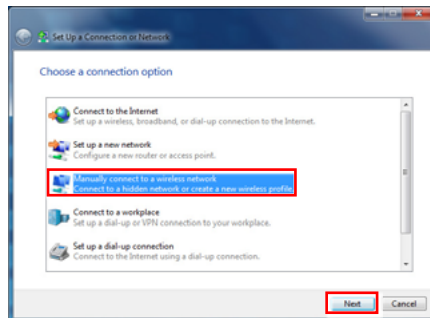 Set Up a Connection or Network
Choose a connection option
Connect to the Internet
Set up a wireless, broadband, or dial-up connection to the Internet.
Set up a new network
Configure a new router or access point.
Manually connect to a wireless network
Connect to a hidden network or create a new wireless profile.
Connect to a workplace
Set up a dial-up or VPN connection to your workplace.
Set up a dial-up connection
Connect to the Internet using a dial-up connection.
Next
Cancel